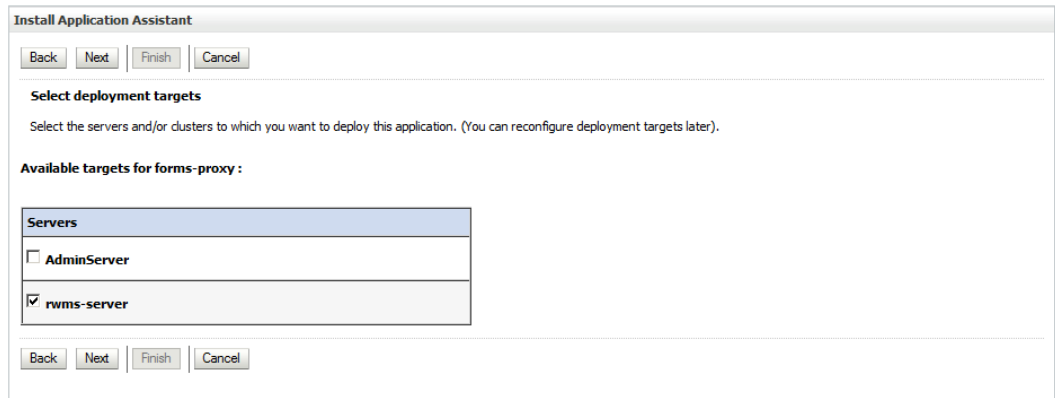 Install Application Assistant
Back Next Finish Cancel
Select deployment targets
Select the servers and/or clusters to which you want to deploy this application. (You can reconfigure deployment targets later).
Available targets for forms-proxy :
Servers
AdminServer
rwms-server
Back Next Finish Cancel